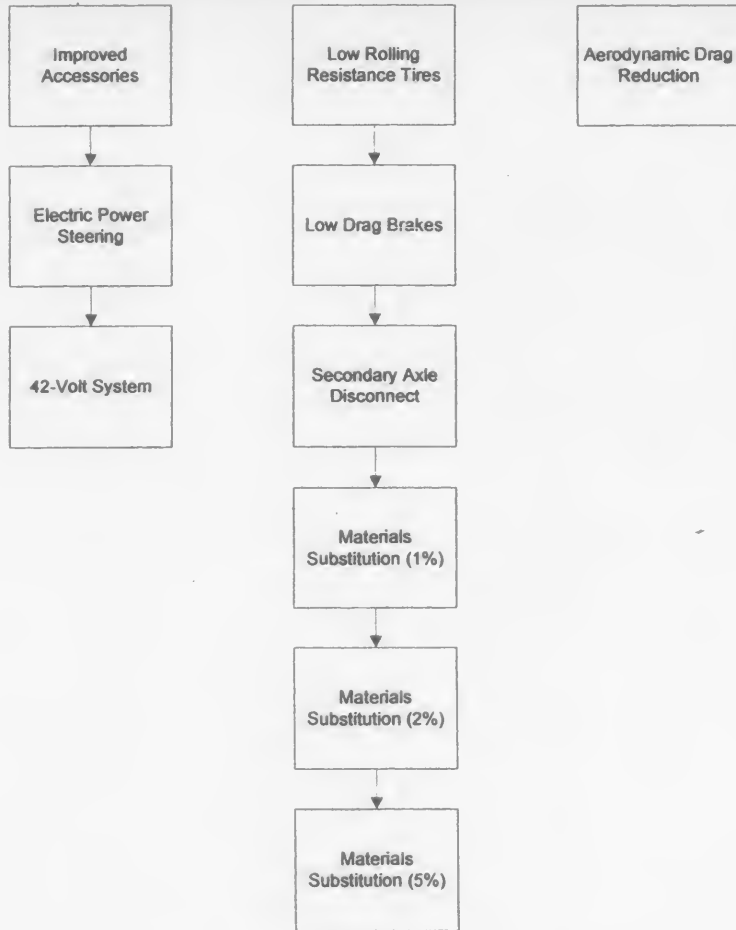 Improved
Accessories
Electric Power
Steering
42-Volt System
Low Rolling
Resistance Tires
Low Drag Brakes
Secondary Axle
Disconnect
Materials
Substitution (1%)
Materials
Substitution (2%)
Materials
Substitution (5%)
Aerodynamic Drag
Reduction